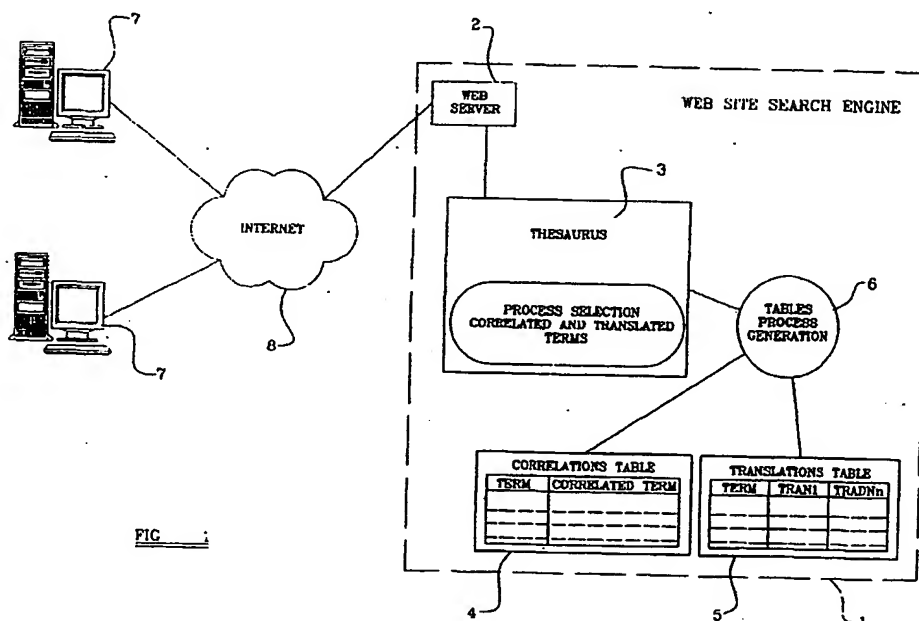 7
2
WEB
SERVER
WEB SITE SEARCH ENGINE
3
INTERNET
THESAURUS
6
TABLES
PROCESS
GENERATION
PROCESS SELECTION
CORRELATED AND TRANSLATED
TERMS
8
7
CORRELATIONS TABLE
TERM CORRELATED TERM
TRANSLATIONS TABLE
TERM TRAN1 TRADNn
FIG 1
4
5
1